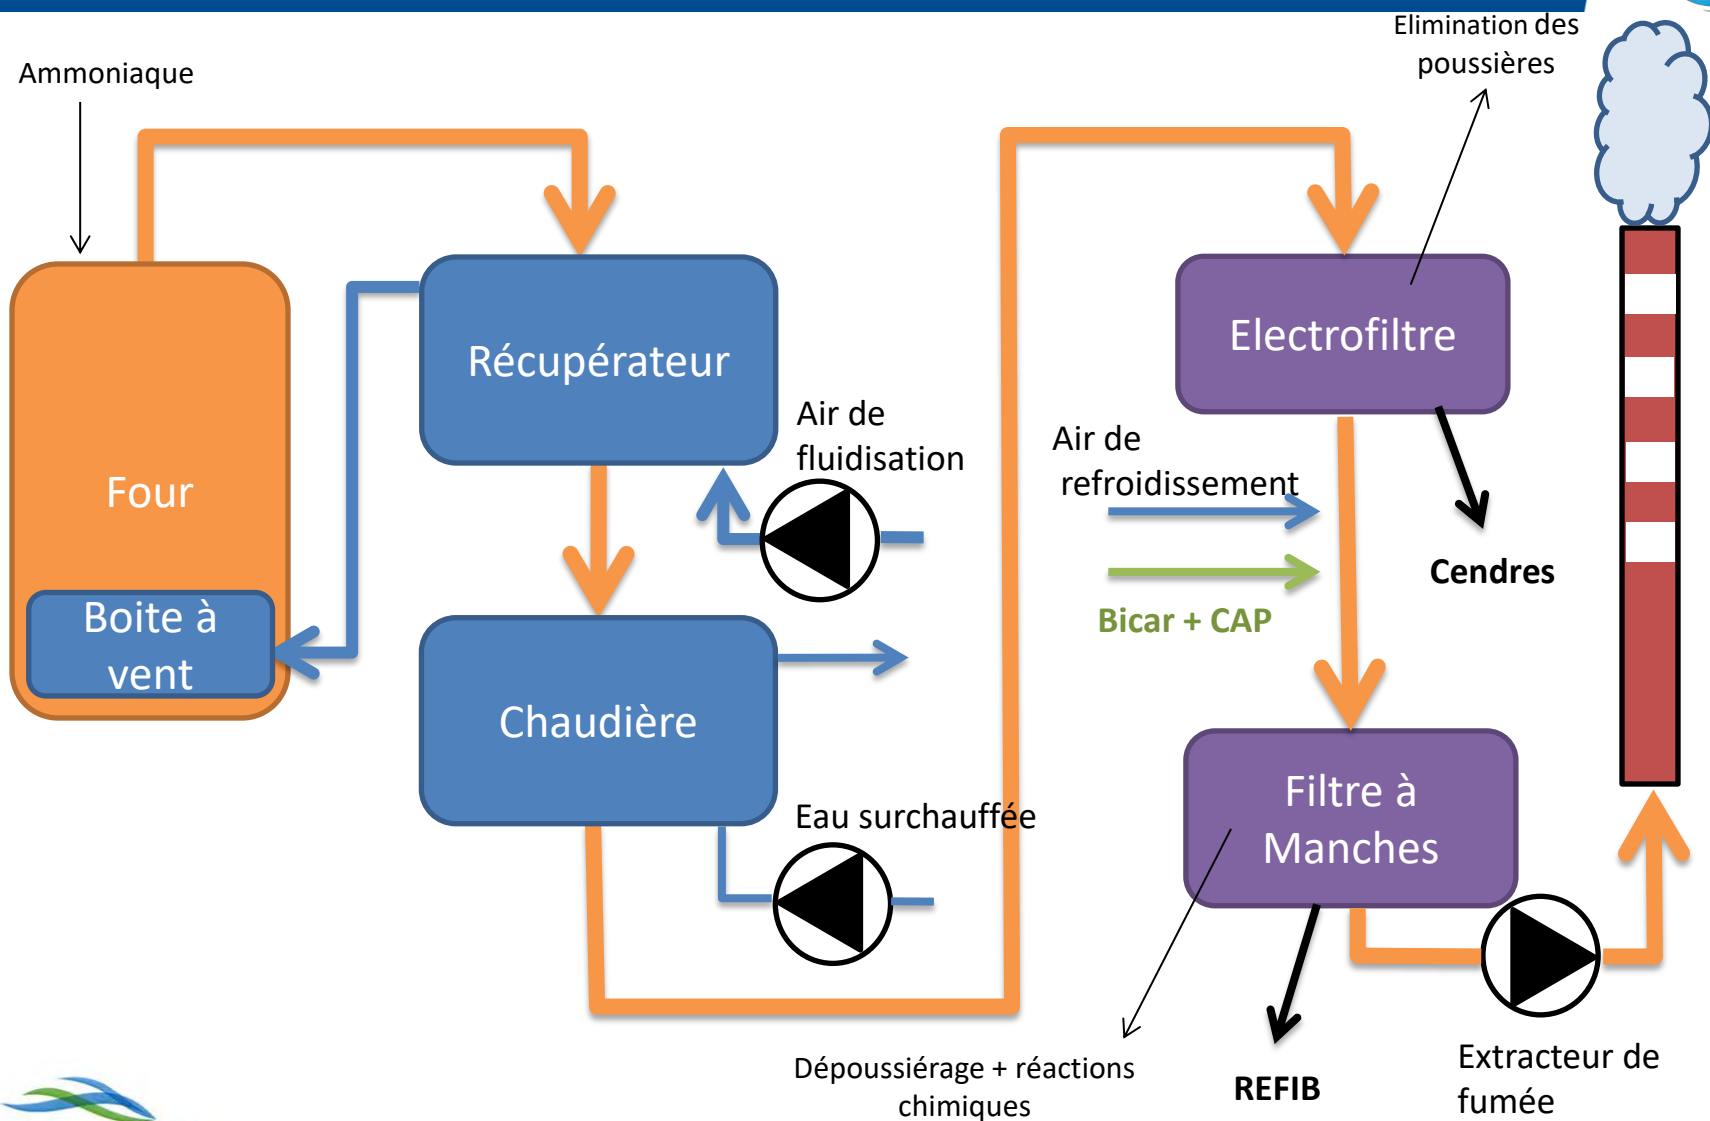 Elimination des
poussières
Ammoniaque
Récupérateur
Electrofiltre
Air de
fluidisation
Air de
refroidissement
Four
Cendres
Boite à
vent
Bicar + CAP
Chaudière
Filtre à
Manches
Eau surchauffée
Dépoussiérage + réactions
chimiques
REFIB
Extracteur de
fumée